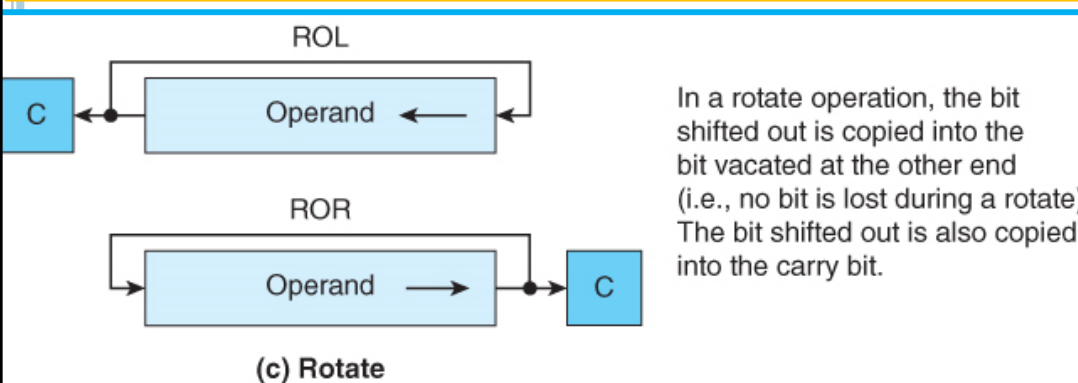 ROL
C
Operand
In a rotate operation, the bit
shifted out is copied into the
bit vacated at the other end
(i.e., no bit is lost during a rotate)
The bit shifted out is also copied
into the carry bit.
ROR
Operand
C
(c) Rotate